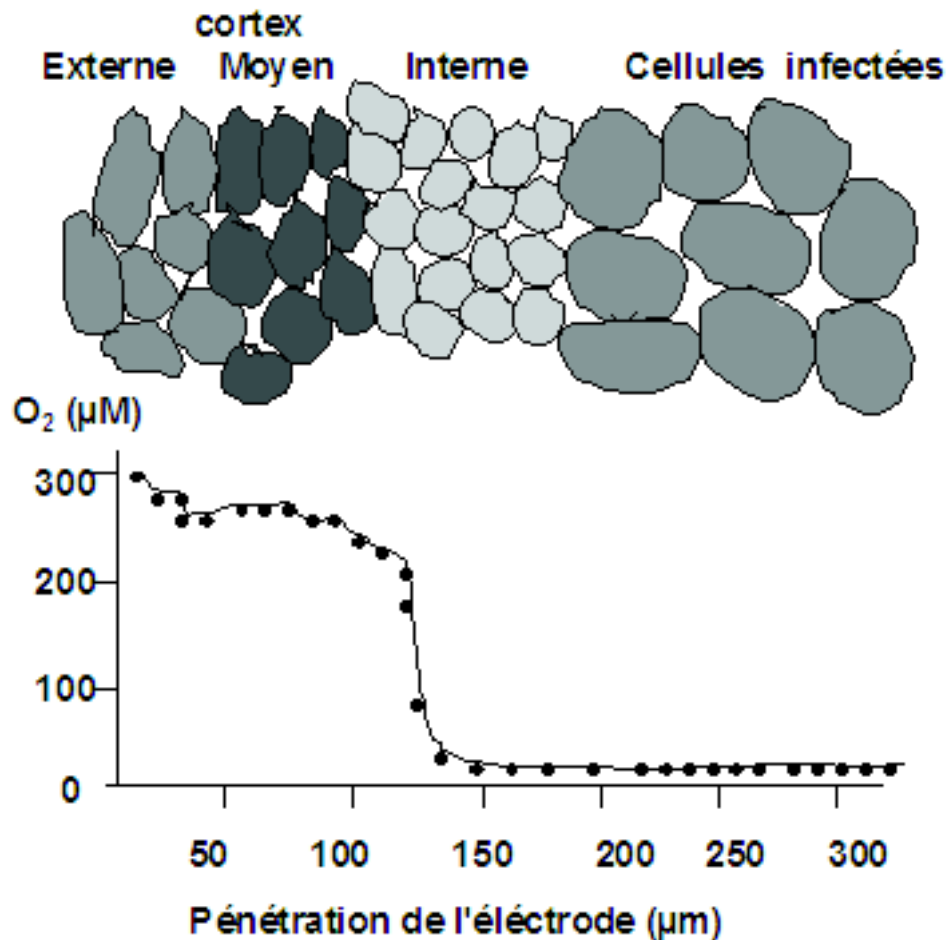 cortex
Externe Moyen Interne Cellules infectées
O₂ (µM)
300
200
100
0
50 100 150 200 250 300
Pénétration de l'éléctrode (µm)